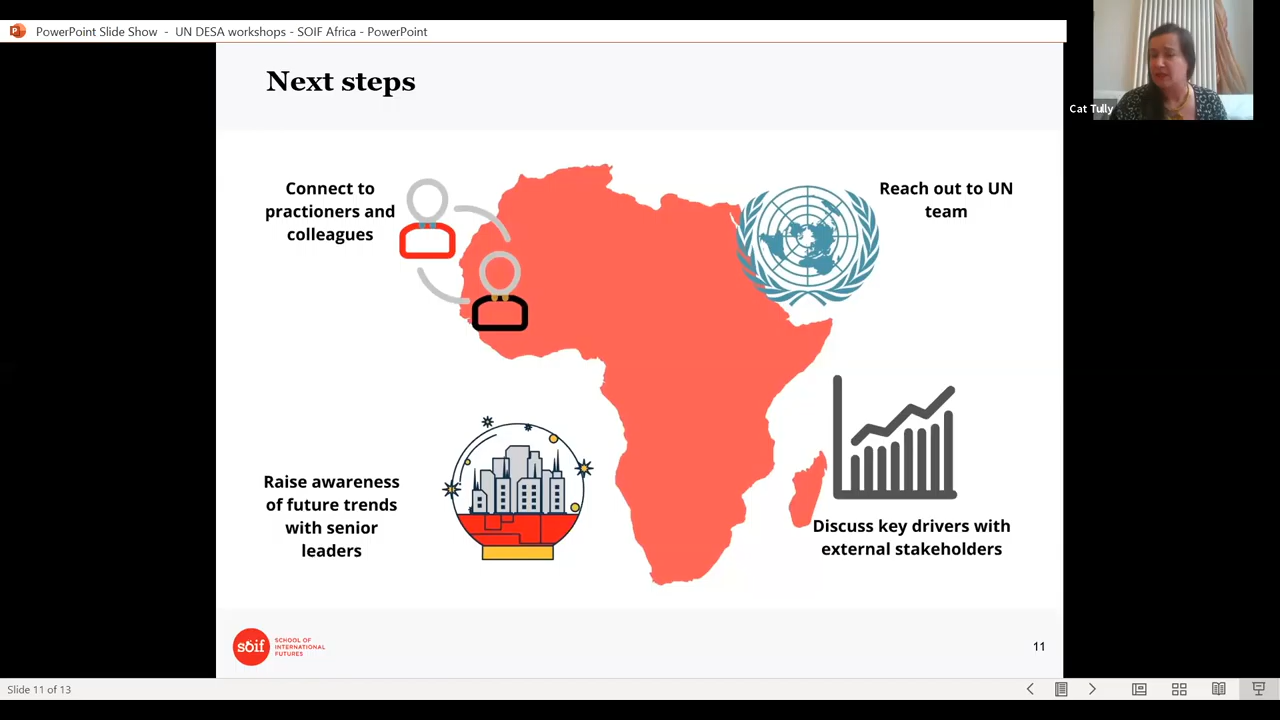 PowerPoint Slide Show - UN DESA workshops - SOIF Africa - PowerPoint
Cat Tully
Next steps
Connect to
practioners and
colleagues
Reach out to UN
team
Raise awareness
of future trends
with senior
leaders
Discuss key drivers with
external stakeholders
soif
SCHOOL OF
INTERNATIONAL
FUTURES
11
Slide 11 of 13